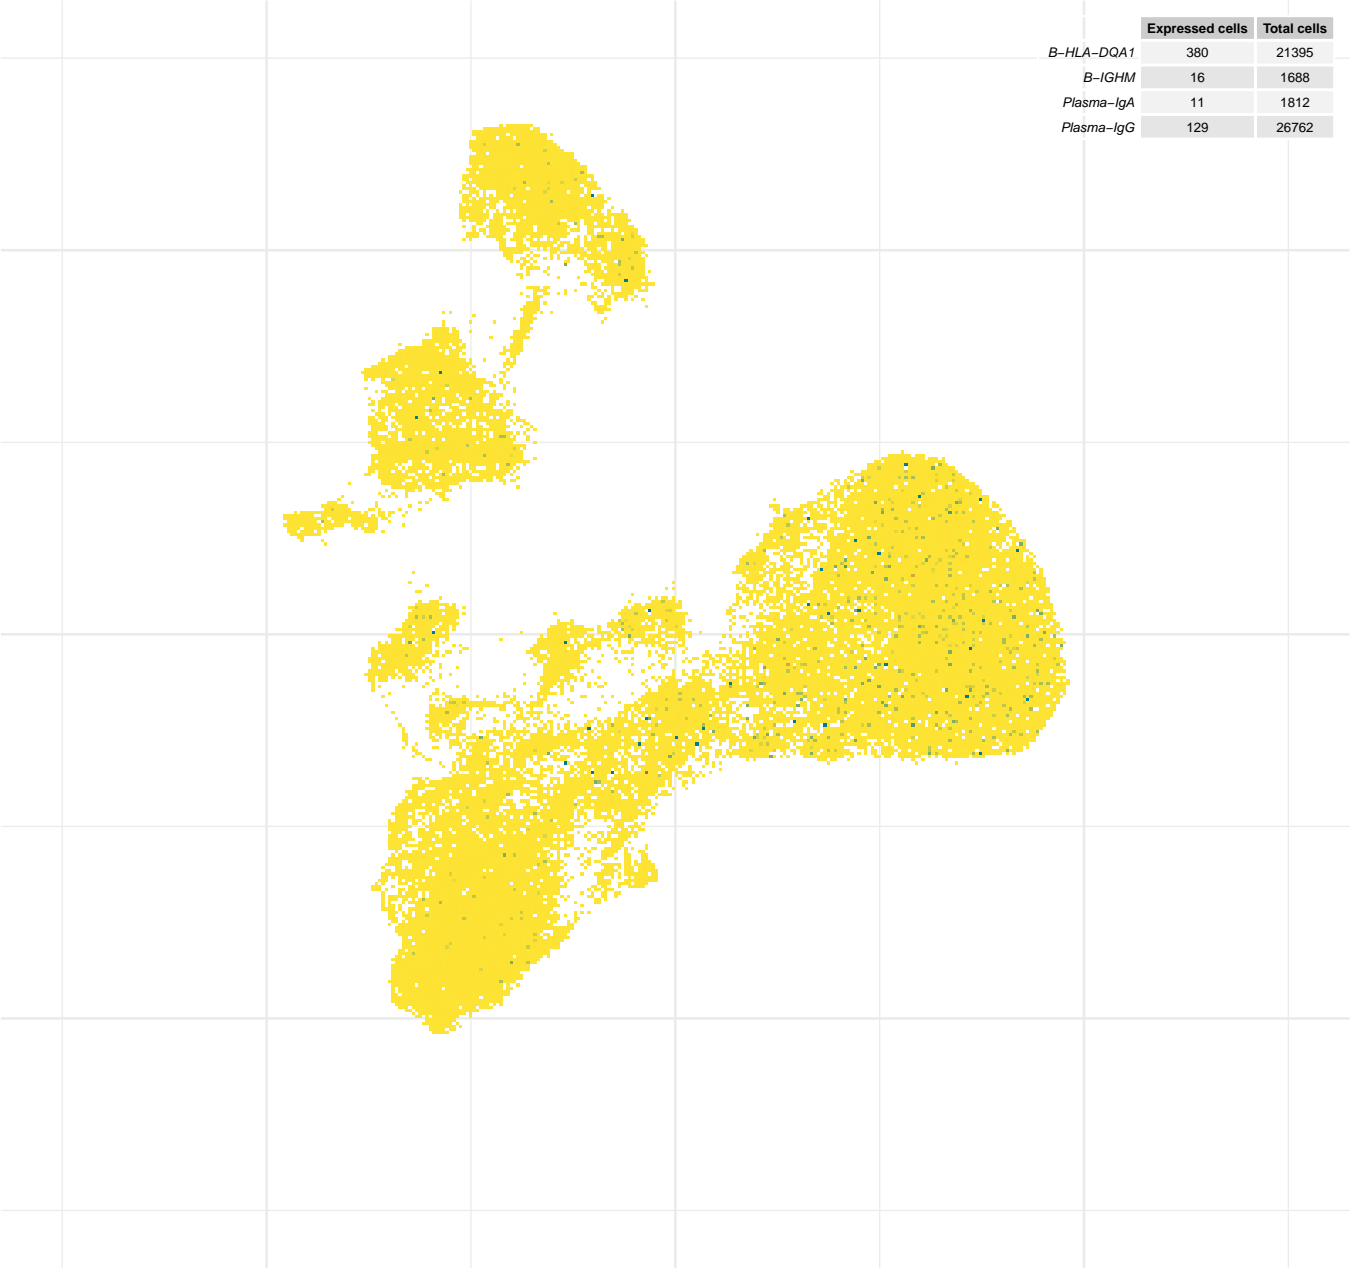 Expressed cells Total cells
B−HLA−DQA1 380 21395
B−IGHM 16 1688
Plasma−IgA 11 1812
Plasma−IgG 129 26762